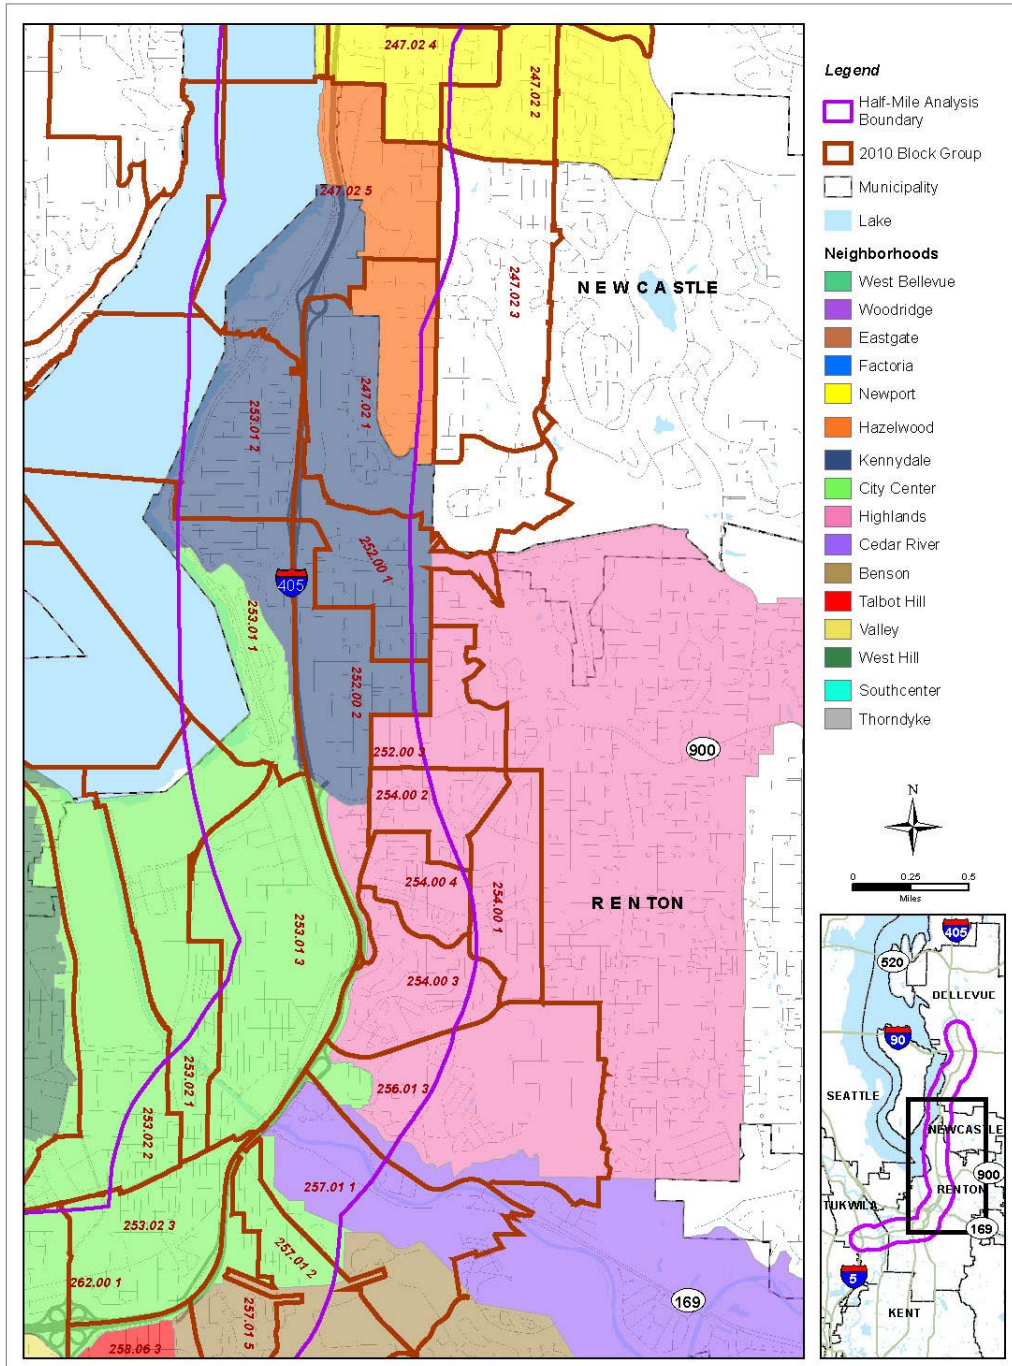 247.02 4
247.02 2
247.02 5
NEWCASTLE
247.02 3
247.02 1
253.01 2
252.00 1
405
253.01 1
252.00 2
252.00 3
900
254.00 2
254.00 4
254.00 1
RENTON
253.01 3
254.00 3
256.01 3
253.02 1
253.02 2
257.01 1
253.02 3
257.01 2
262.00 1
257.01 5
169
258.06 3
Legend
Half-Mile Analysis
Boundary
2010 Block Group
Municipality
Lake
Neighborhoods
West Bellevue
Woodridge
Eastgate
Factoria
Newport
Hazelwood
Kennydale
City Center
Highlands
Cedar River
Benson
Talbot Hill
Valley
West Hill
Southcenter
Thorndyke
N
0 0.25 0.5
Miles
405
520
BELLEVUE
90
SEATTLE
NEWCASTLE
900
RENTON
TUKWILA
169
5
KENT